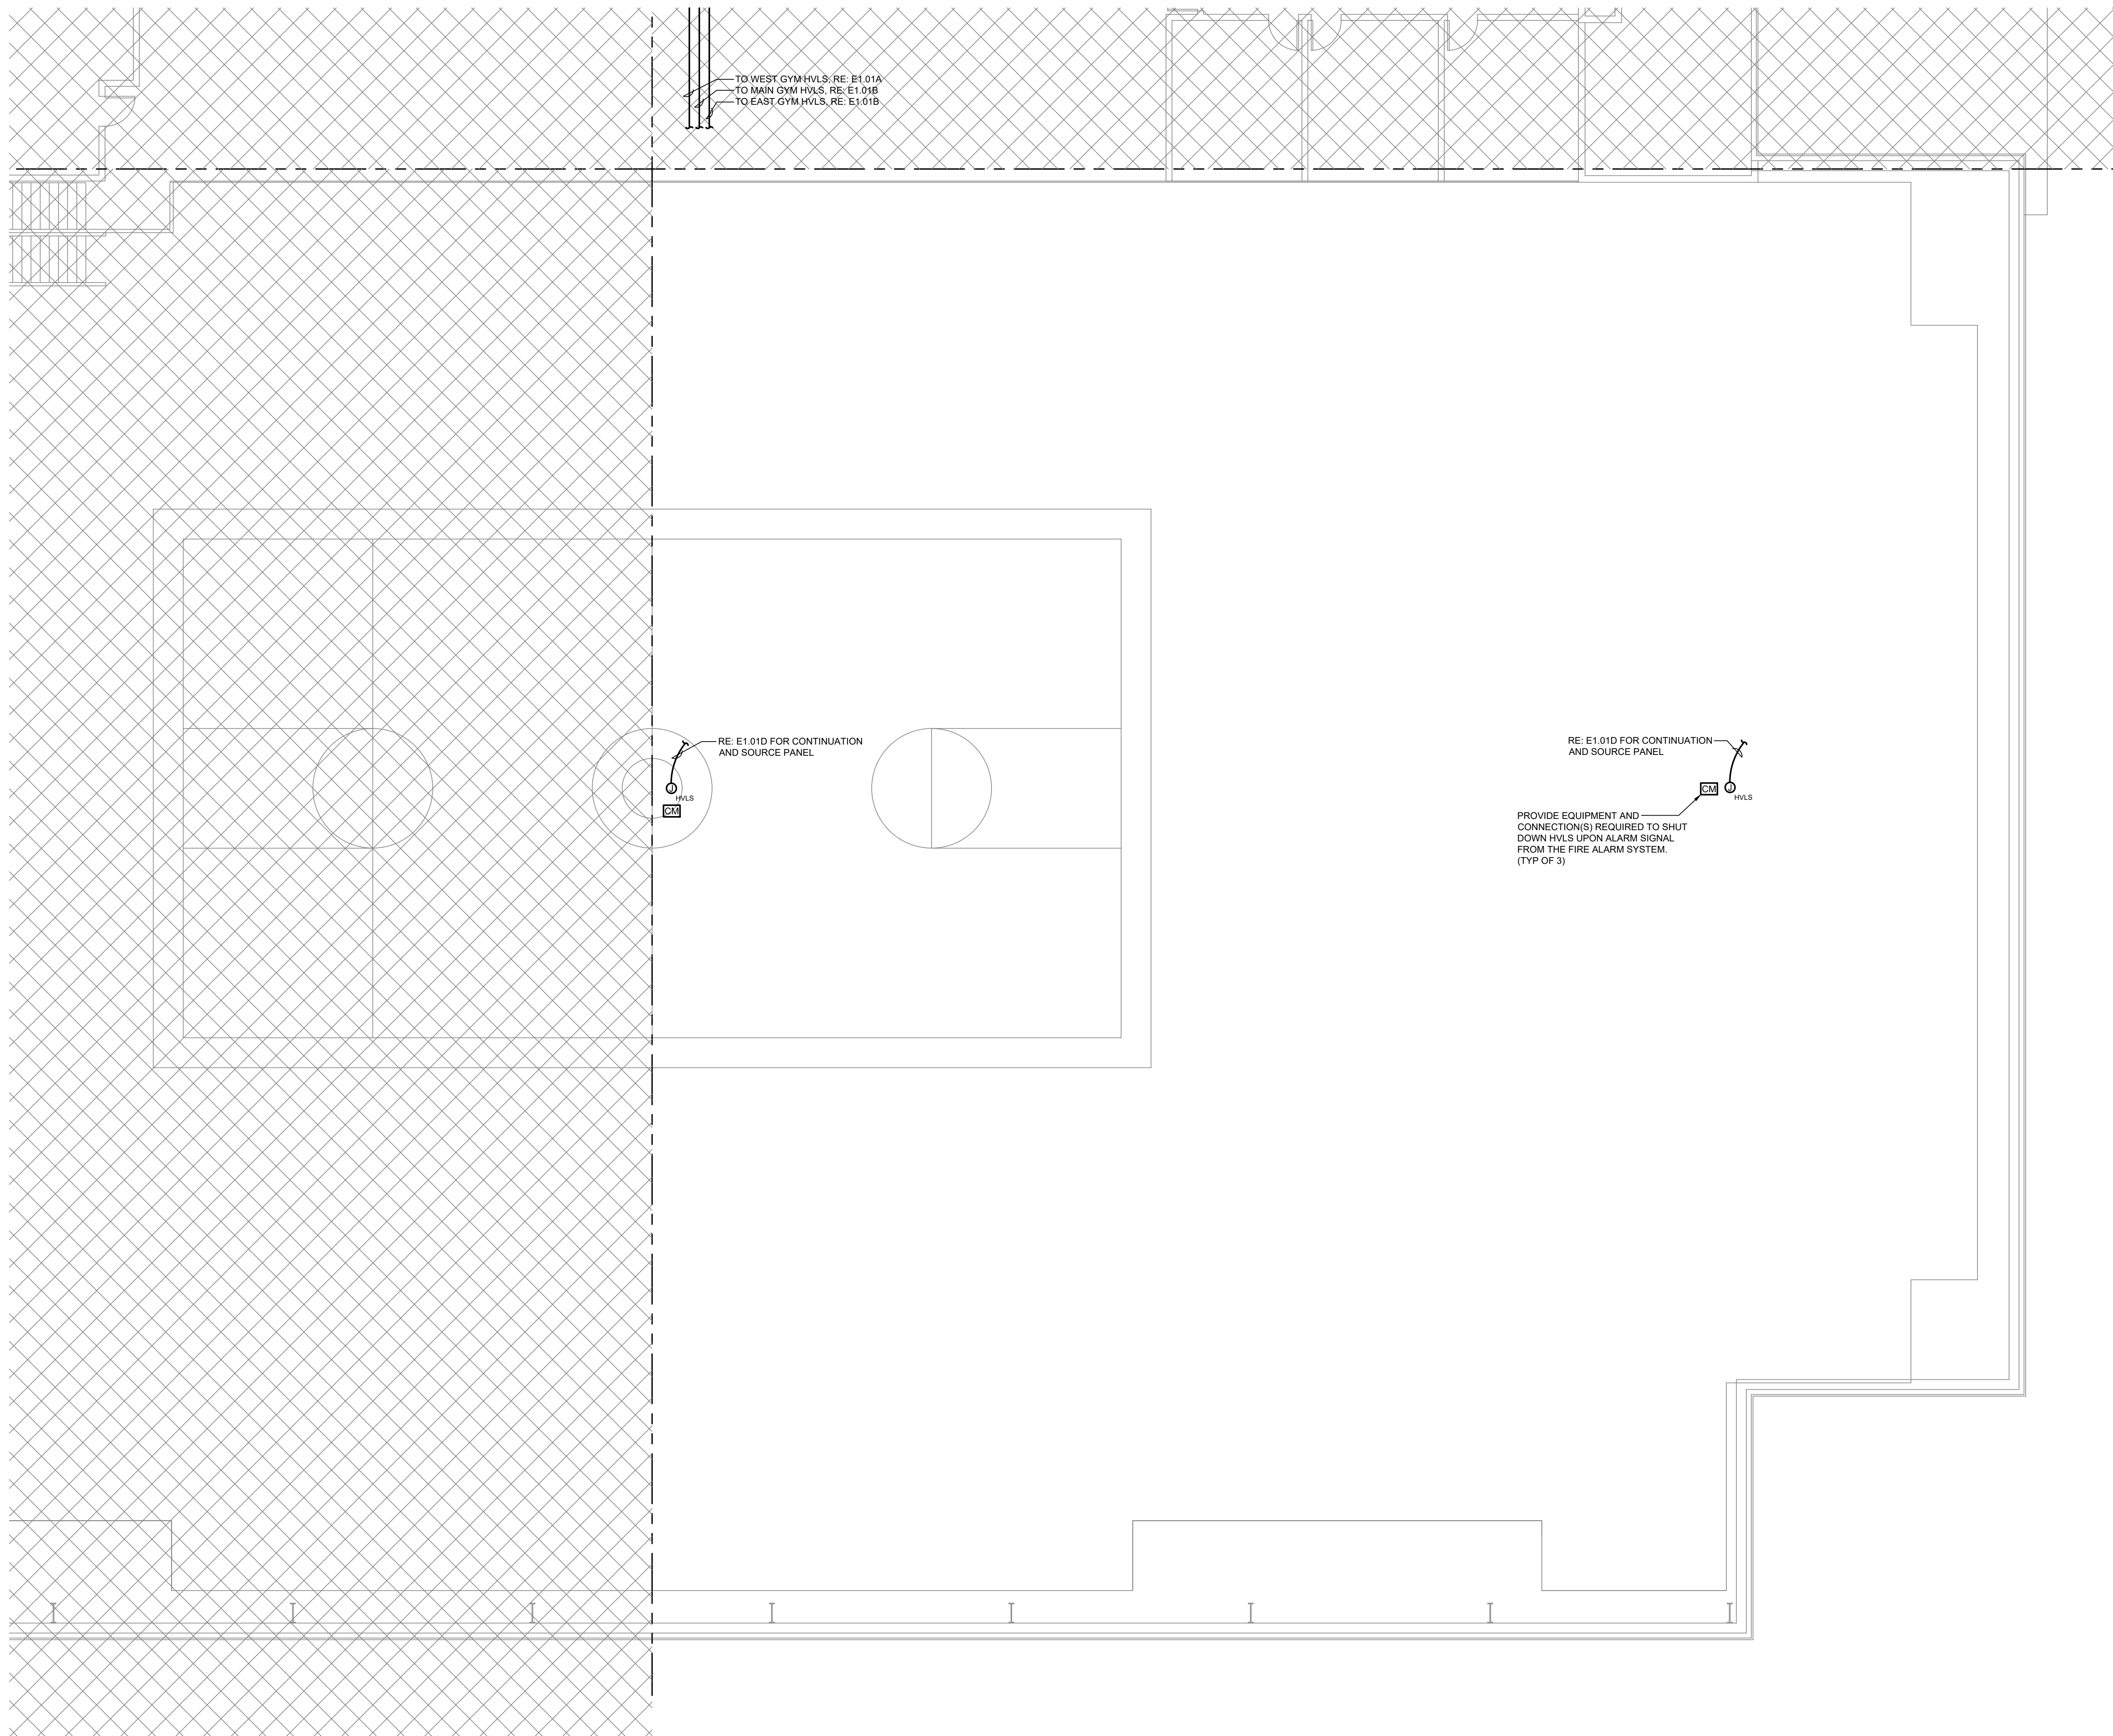 TO WEST GYM HVLS, RE: E1.01A
TO MAIN GYM HVLS, RE: E1.01B
TO EAST GYM HVLS, RE: E1.01B
RE: E1.01D FOR CONTINUATION
AND SOURCE PANEL
J
HVLS
CM
RE: E1.01D FOR CONTINUATION
AND SOURCE PANEL
CM
J
HVLS
PROVIDE EQUIPMENT AND
CONNECTION(S) REQUIRED TO SHUT
DOWN HVLS UPON ALARM SIGNAL
FROM THE FIRE ALARM SYSTEM.
(TYP OF 3)